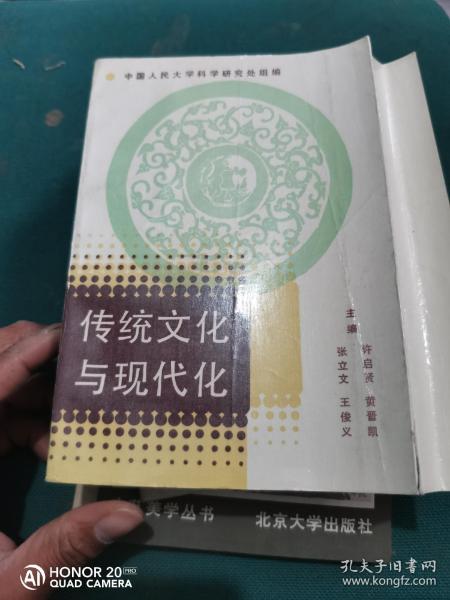 中国人民大学科学研究处组编
传统文化
与现代化
主编
张立文
许启贤
王俊义
黄晋凯
美学丛书
北京大学出版社
AI HONOR 20 PRO
QUAD CAMERA
孔夫子旧书网
www.kongfz.com